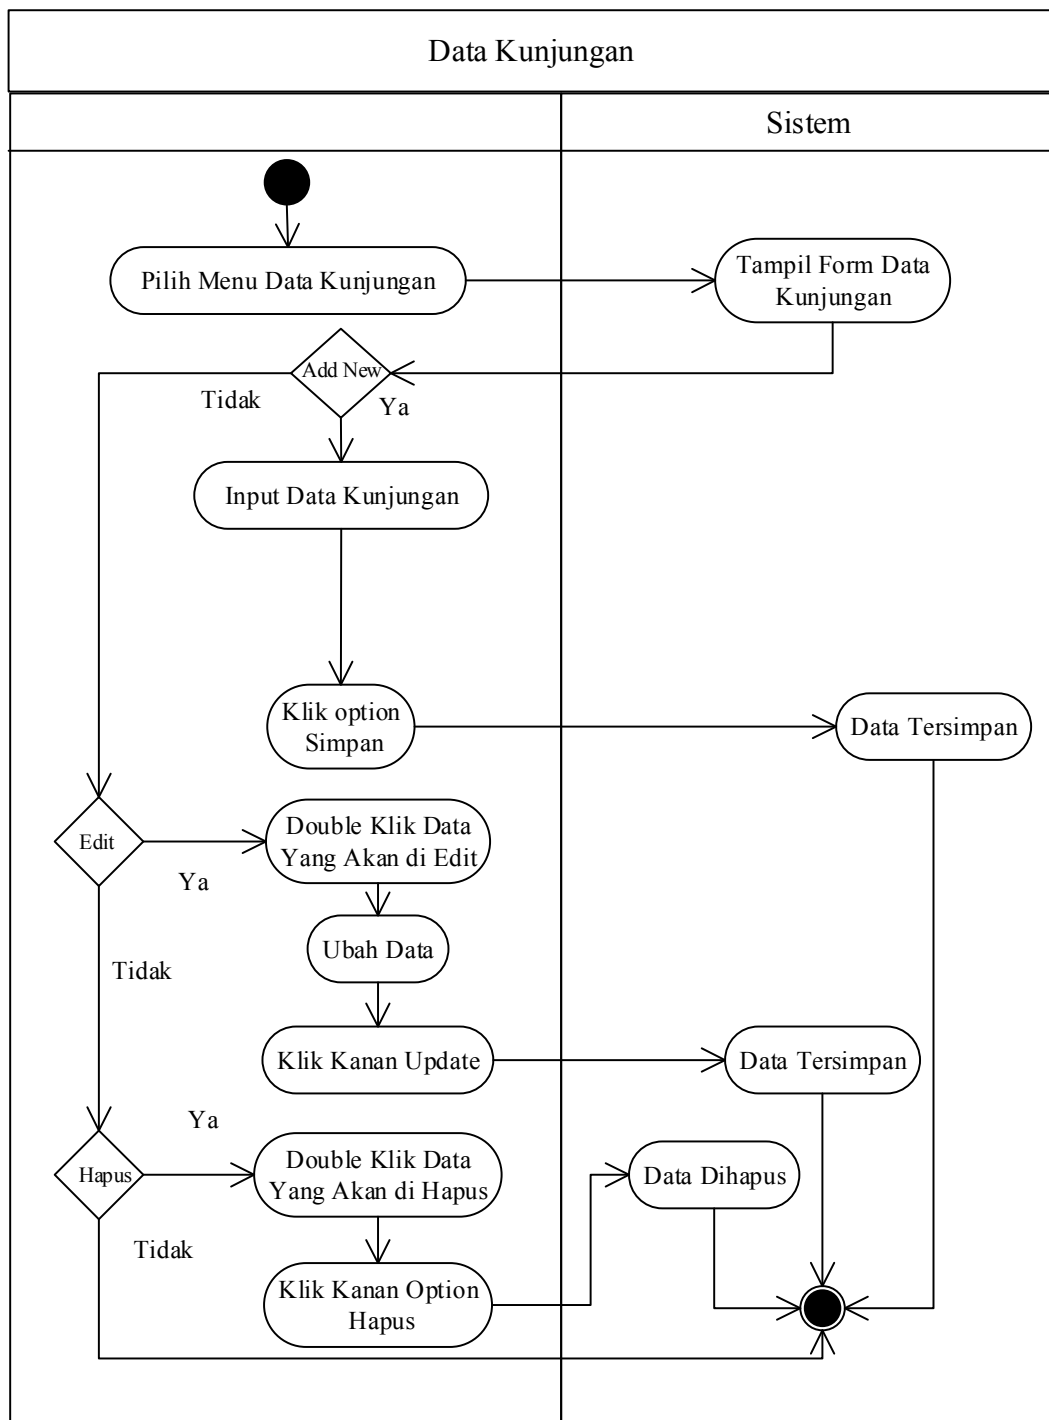 Data Kunjungan
Sistem
Pilih Menu Data Kunjungan
Tampil Form Data
Kunjungan
Add New
Tidak
Ya
Input Data Kunjungan
Klik option
Simpan
Data Tersimpan
Edit
Ya
Double Klik Data
Yang Akan di Edit
Ubah Data
Tidak
Klik Kanan Update
Data Tersimpan
Ya
Hapus
Double Klik Data
Yang Akan di Hapus
Data Dihapus
Tidak
Klik Kanan Option
Hapus